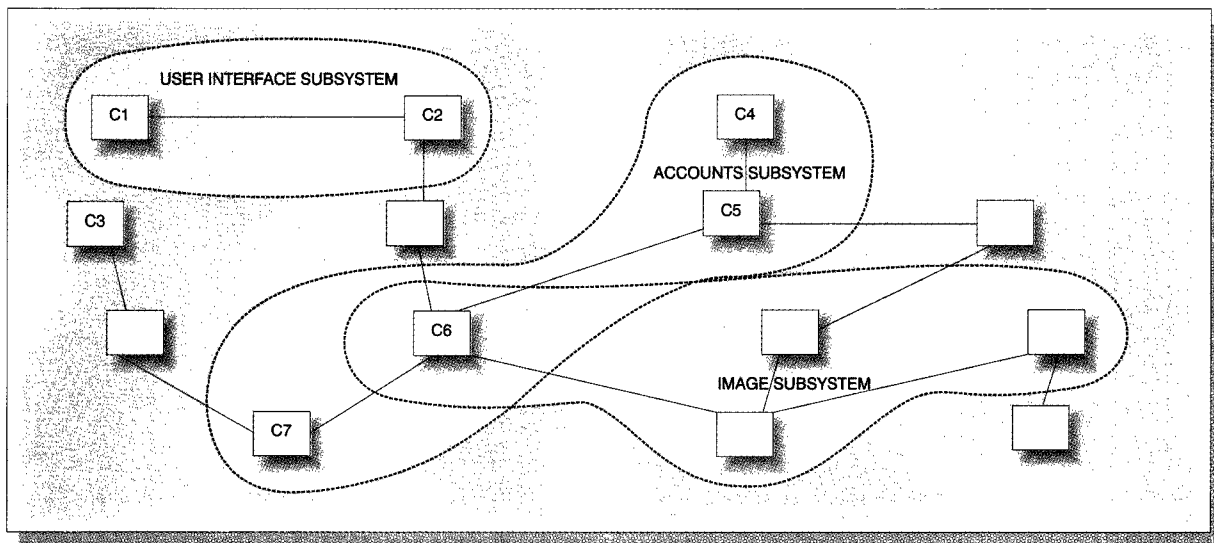 USER INTERFACE SUBSYSTEM
C1
C2
C4
ACCOUNTS SUBSYSTEM
C3
C5
C6
IMAGE SUBSYSTEM
C7